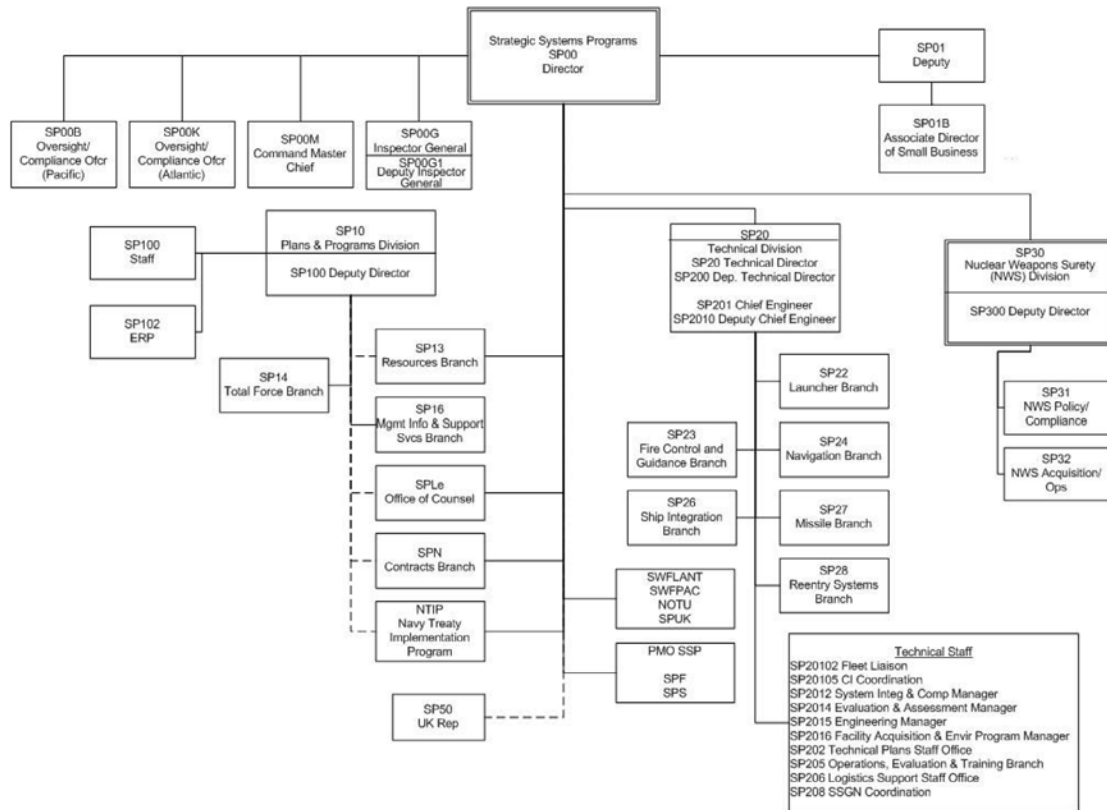 Strategic Systems Programs
SP00
Director
SP01
Deputy
SP00B
Oversight/
Compliance Ofcr
(Pacific)
SP00K
Oversight/
Compliance Ofcr
(Atlantic)
SP00M
Command Master
Chief
SP00G
Inspector General
SP00G1
Deputy Inspector
General
SP01B
Associate Director
of Small Business
SP100
Staff
SP102
ERP
SP10
Plans & Programs Division
SP100 Deputy Director
SP20
Technical Division
SP20 Technical Director
SP200 Dep. Technical Director
SP201 Chief Engineer
SP2010 Deputy Chief Engineer
SP30
Nuclear Weapons Surety
(NWS) Division
SP300 Deputy Director
SP13
Resources Branch
SP14
Total Force Branch
SP16
Mgmt Info & Support
Svcs Branch
SPLe
Office of Counsel
SPN
Contracts Branch
NTIP
Navy Treaty
Implementation
Program
SP50
UK Rep
SP22
Launcher Branch
SP23
Fire Control and
Guidance Branch
SP24
Navigation Branch
SP26
Ship Integration
Branch
SP27
Missile Branch
SP28
Reentry Systems
Branch
SP31
NWS Policy/
Compliance
SP32
NWS Acquisition/
Ops
SWFLANT
SWFPAC
NOTU
SPUK
PMO SSP
SPF
SPS
Technical Staff
SP20102 Fleet Liaison
SP20105 CI Coordination
SP2012 System Integ & Comp Manager
SP2014 Evaluation & Assessment Manager
SP2015 Engineering Manager
SP2016 Facility Acquisition & Envir Program Manager
SP202 Technical Plans Staff Office
SP205 Operations, Evaluation & Training Branch
SP206 Logistics Support Staff Office
SP208 SSGN Coordination